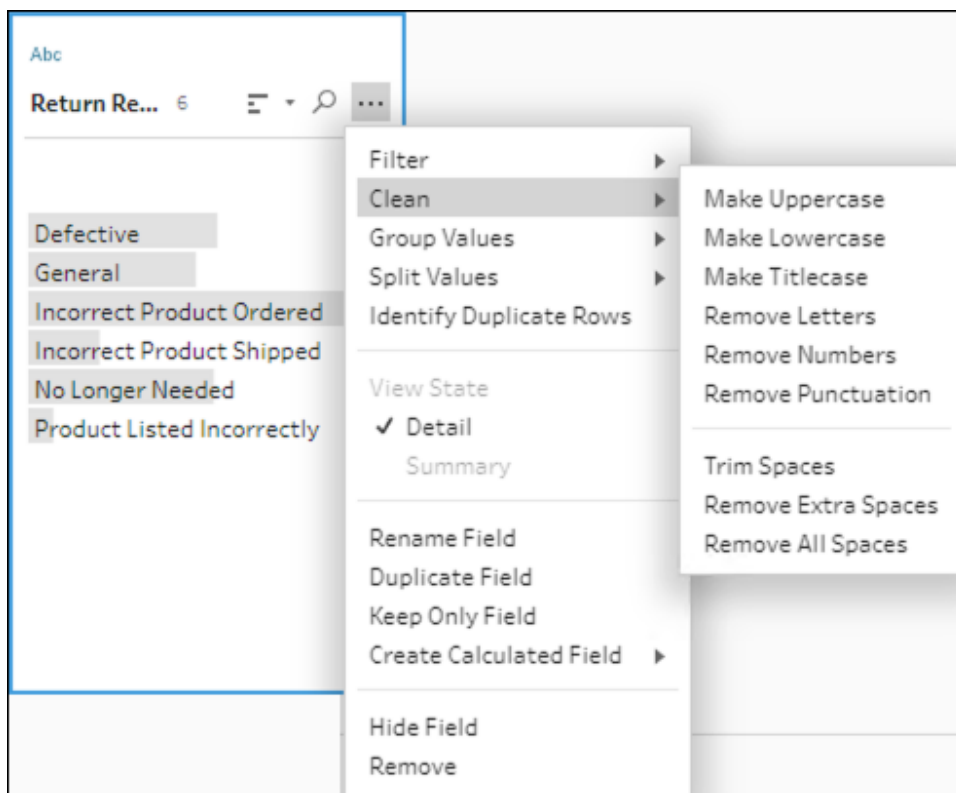 Abc
Return Re... 6
Defective
General
Incorrect Product Ordered
Incorrect Product Shipped
No Longer Needed
Product Listed Incorrectly
Filter
Clean
Group Values
Split Values
Identify Duplicate Rows
View State
Detail
Summary
Rename Field
Duplicate Field
Keep Only Field
Create Calculated Field
Hide Field
Remove
Make Uppercase
Make Lowercase
Make Titlecase
Remove Letters
Remove Numbers
Remove Punctuation
Trim Spaces
Remove Extra Spaces
Remove All Spaces